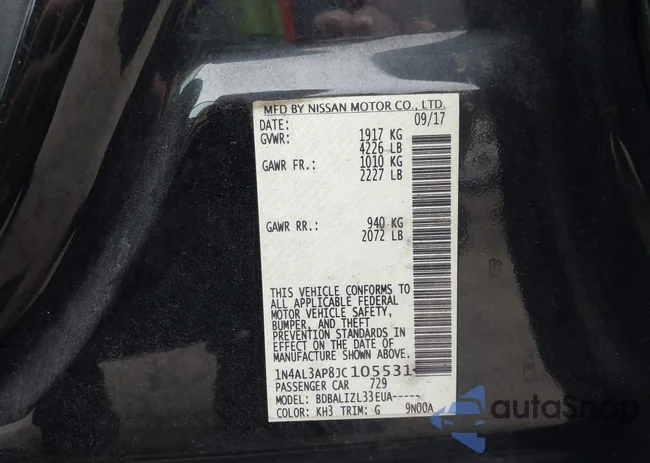 MFD BY NISSAN MOTOR CO., LTD.
DATE: 09/17
GVWR: 1917 KG
4226 LB
GAWR FR.: 1010 KG
2227 LB
GAWR RR.: 940 KG
2072 LB
THIS VEHICLE CONFORMS TO
ALL APPLICABLE FEDERAL
MOTOR VEHICLE SAFETY,
BUMPER, AND THEFT
PREVENTION STANDARDS IN
EFFECT ON THE DATE OF
MANUFACTURE SHOWN ABOVE.
1N4AL3AP8JC105531
PASSENGER CAR 729
MODEL: BDBALIZL33EUA-----
COLOR: KH3 TRIM: G 9N00A
autoSnap